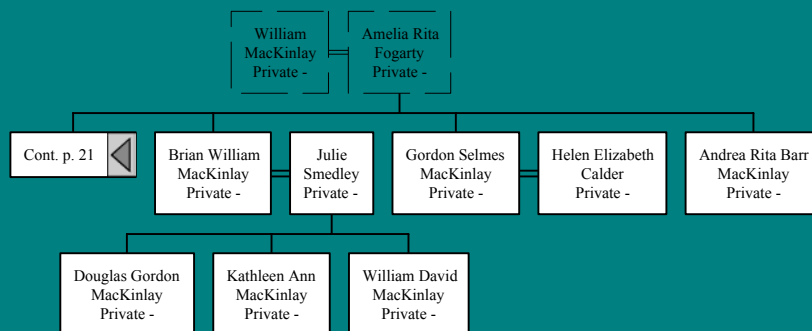 William
MacKinlay
Private -
Amelia Rita
Fogarty
Private -
Cont. p. 21
Brian William
MacKinlay
Private -
Julie
Smedley
Private -
Gordon Selmes
MacKinlay
Private -
Helen Elizabeth
Calder
Private -
Andrea Rita Barr
MacKinlay
Private -
Douglas Gordon
MacKinlay
Private -
Kathleen Ann
MacKinlay
Private -
William David
MacKinlay
Private -